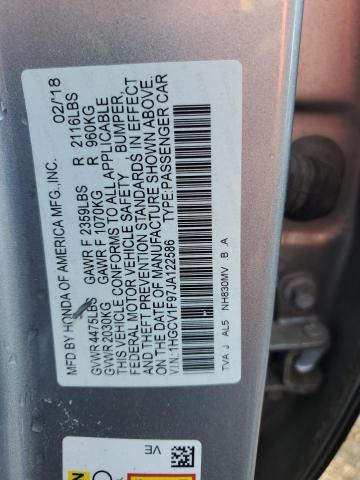 MFD.BY HONDA OF AMERICA MFG.,INC. 02/'18
GVWR 4475LBS GAWR F 2359LBS R 2116LBS
GVWR 2030KG GAWR F 1070KG R 960KG
THIS VEHICLE CONFORMS TO ALL APPLICABLE
FEDERAL MOTOR VEHICLE SAFETY, BUMPER,
AND THEFT PREVENTION STANDARDS IN EFFECT
ON THE DATE OF MANUFACTURE SHOWN ABOVE.
V.I.N.:1HGCV1F97JA122586 TYPE:PASSENGER CAR
TVA J AL5 NH830MV B A
VE